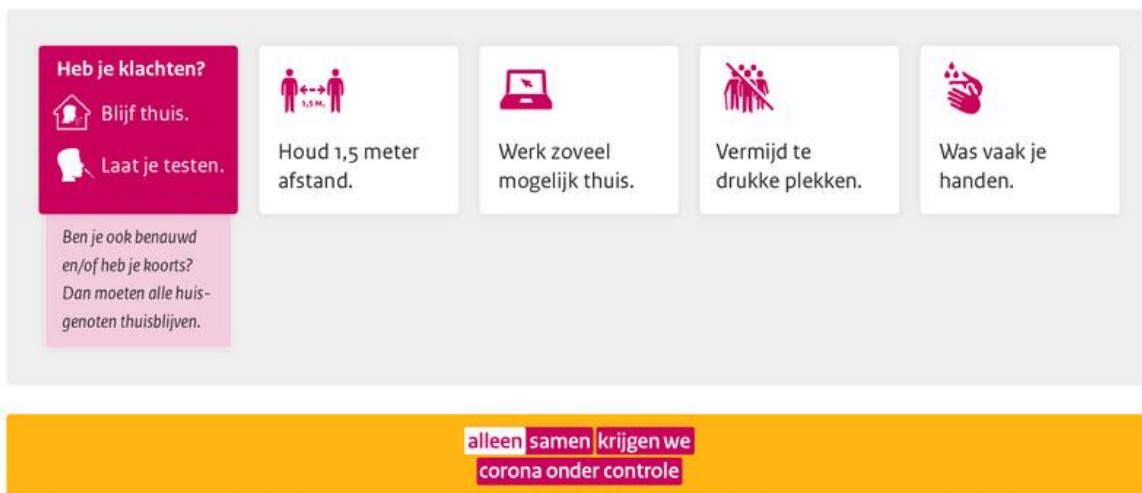 Heb je klachten?
Blijf thuis.
Laat je testen.
Ben je ook benauwd
en/of heb je koorts?
Dan moeten alle huis-
genoten thuisblijven.
1,5 M.
Houd 1,5 meter
afstand.
Werk zoveel
mogelijk thuis.
Vermijd te
drukke plekken.
Was vaak je
handen.
alleen samen krijgen we
corona onder controle